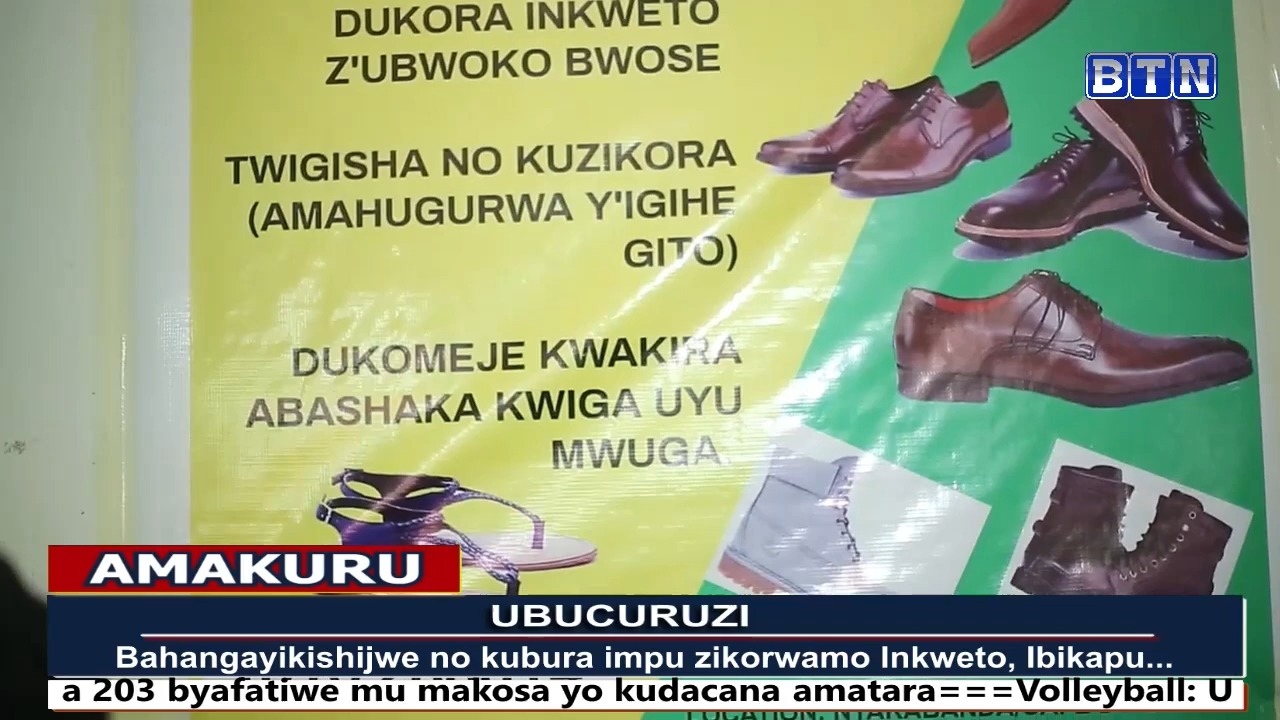 DUKORA INKWETO
Z'UBWOKO BWOSE
BTN
TWIGISHA NO KUZIKORA
(AMAHUGURWA Y'IGIHE
GITO)
DUKOMEJE KWAKIRA
ABASHAKA KWIGA UYU
MWUGA.
AMAKURU
UBUCURUZI
Bahangayikishijwe no kubura impu zikorwamo Inkweto, Ibikapu...
a 203 byafatiwe mu makosa yo kudacana amatara===Volleyball: U